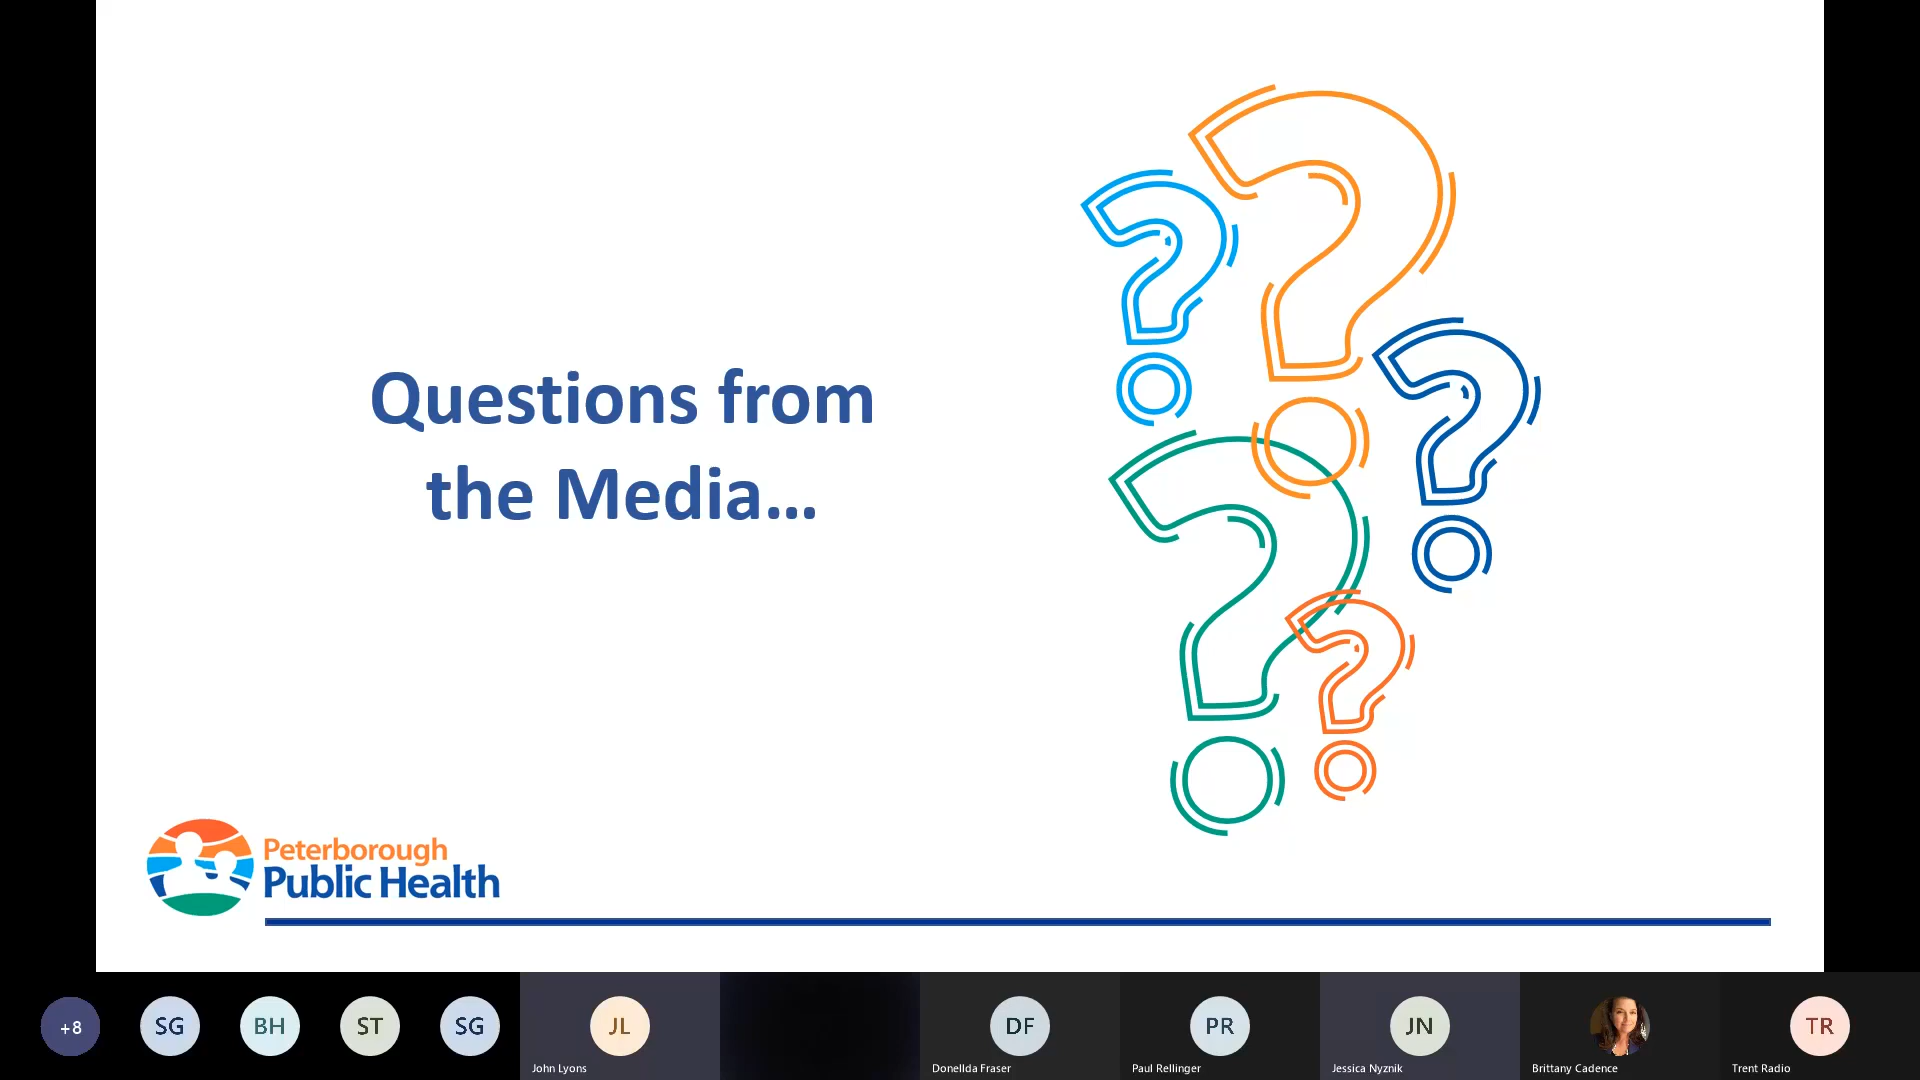 Questions from
the Media...
Peterborough
Public Health
+8
SG
BH
ST
SG
JL
DF
PR
JN
TR
John Lyons
Donellda Fraser
Paul Rellinger
Jessica Nyznik
Brittany Cadence
Trent Radio